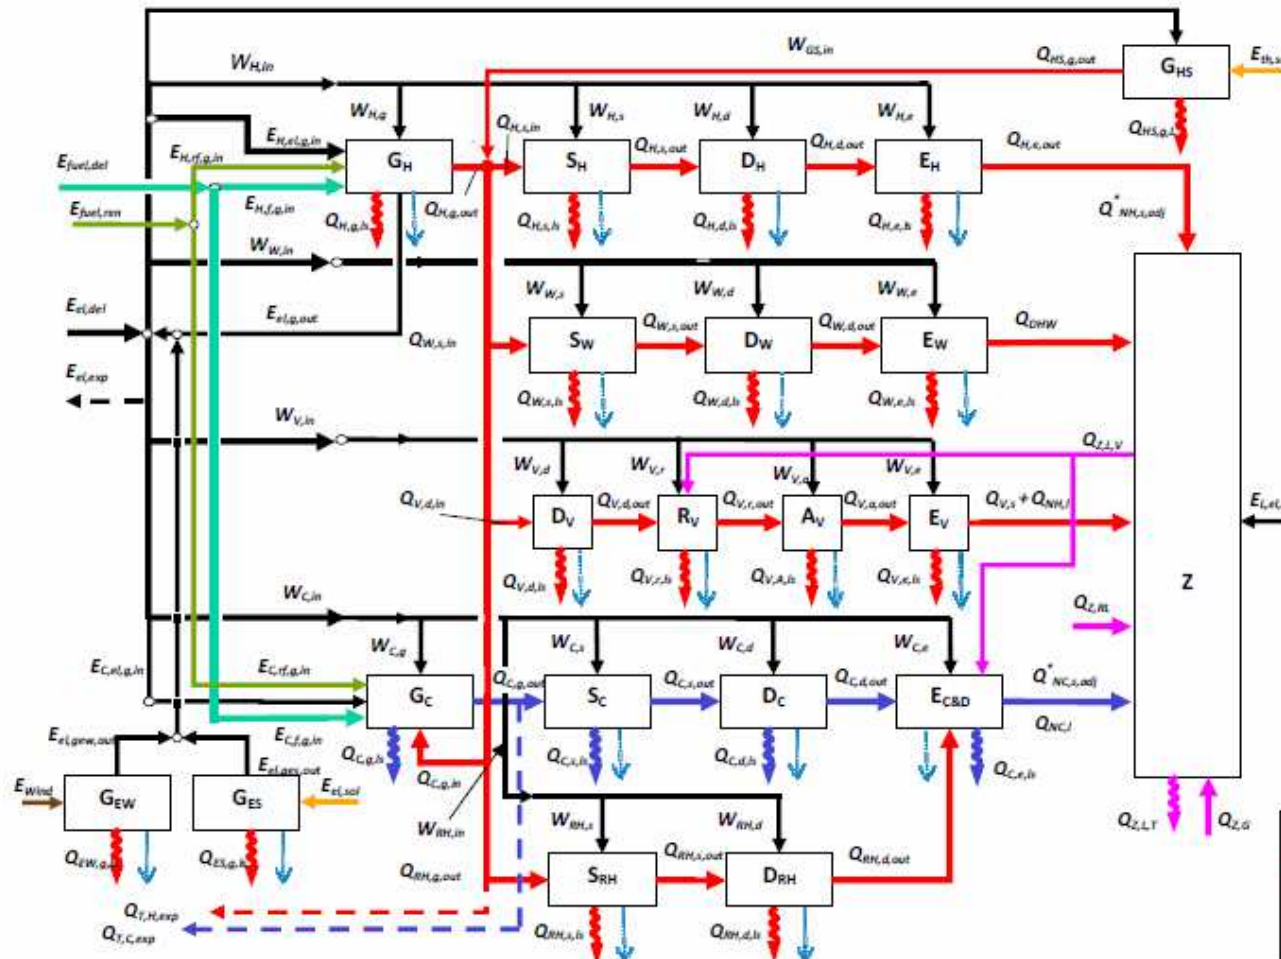 W_GS,in
Q_HS,g,out
G_HS
E_th,s
W_H,in
Q_HS,g,L
W_H,g
W_H,s
W_H,d
W_H,e
Q_H,s,in
E_H,el,g,in
E_H,rf,g,in
E_fuel,del
G_H
S_H
Q_H,s,out
D_H
Q_H,d,out
E_H
Q_H,e,out
E_fuel,ren
E_H,f,g,in
Q_H,g,out
Q_H,g,ls
Q_H,s,ls
Q_H,d,ls
Q_H,e,ls
Q*_NH,s,adj
W_W,in
W_W,s
W_W,d
W_W,e
E_el,del
E_el,g,out
Q_W,s,in
S_W
Q_W,s,out
D_W
Q_W,d,out
E_W
Q_DHW
E_el,exp
Q_W,s,ls
Q_W,d,ls
Q_W,e,ls
W_V,in
Q_Z,L,V
W_V,d
W_V,r
W_V,a
W_V,e
Q_V,d,in
D_V
Q_V,d,out
R_V
Q_V,r,out
A_V
Q_V,a,out
E_V
Q_V,s + Q_NH,l
E_L,el,
Q_V,d,ls
Q_V,r,ls
Q_V,A,ls
Q_V,e,ls
Z
W_C,in
Q_Z,RL
W_C,g
W_C,s
W_C,d
W_C,e
E_C,el,g,in
E_C,rf,g,in
G_C
Q_C,g,out
S_C
Q_C,s,out
D_C
Q_C,d,out
E_C&D
Q*_NC,s,adj
Q_NC,l
E_el,gew,out
E_C,f,g,in
Q_C,g,ls
Q_C,g,in
Q_C,s,ls
Q_C,d,ls
Q_C,e,ls
E_el,ges,out
E_Wind
G_EW
G_ES
E_el,sol
W_RH,in
W_RH,s
W_RH,d
Q_Z,L,T
Q_Z,G
Q_EW,g,
Q_ES,g,
Q_RH,g,out
S_RH
Q_RH,s,out
D_RH
Q_RH,d,out
Q_T,H,exp
Q_T,C,exp
Q_RH,s,ls
Q_RH,d,ls